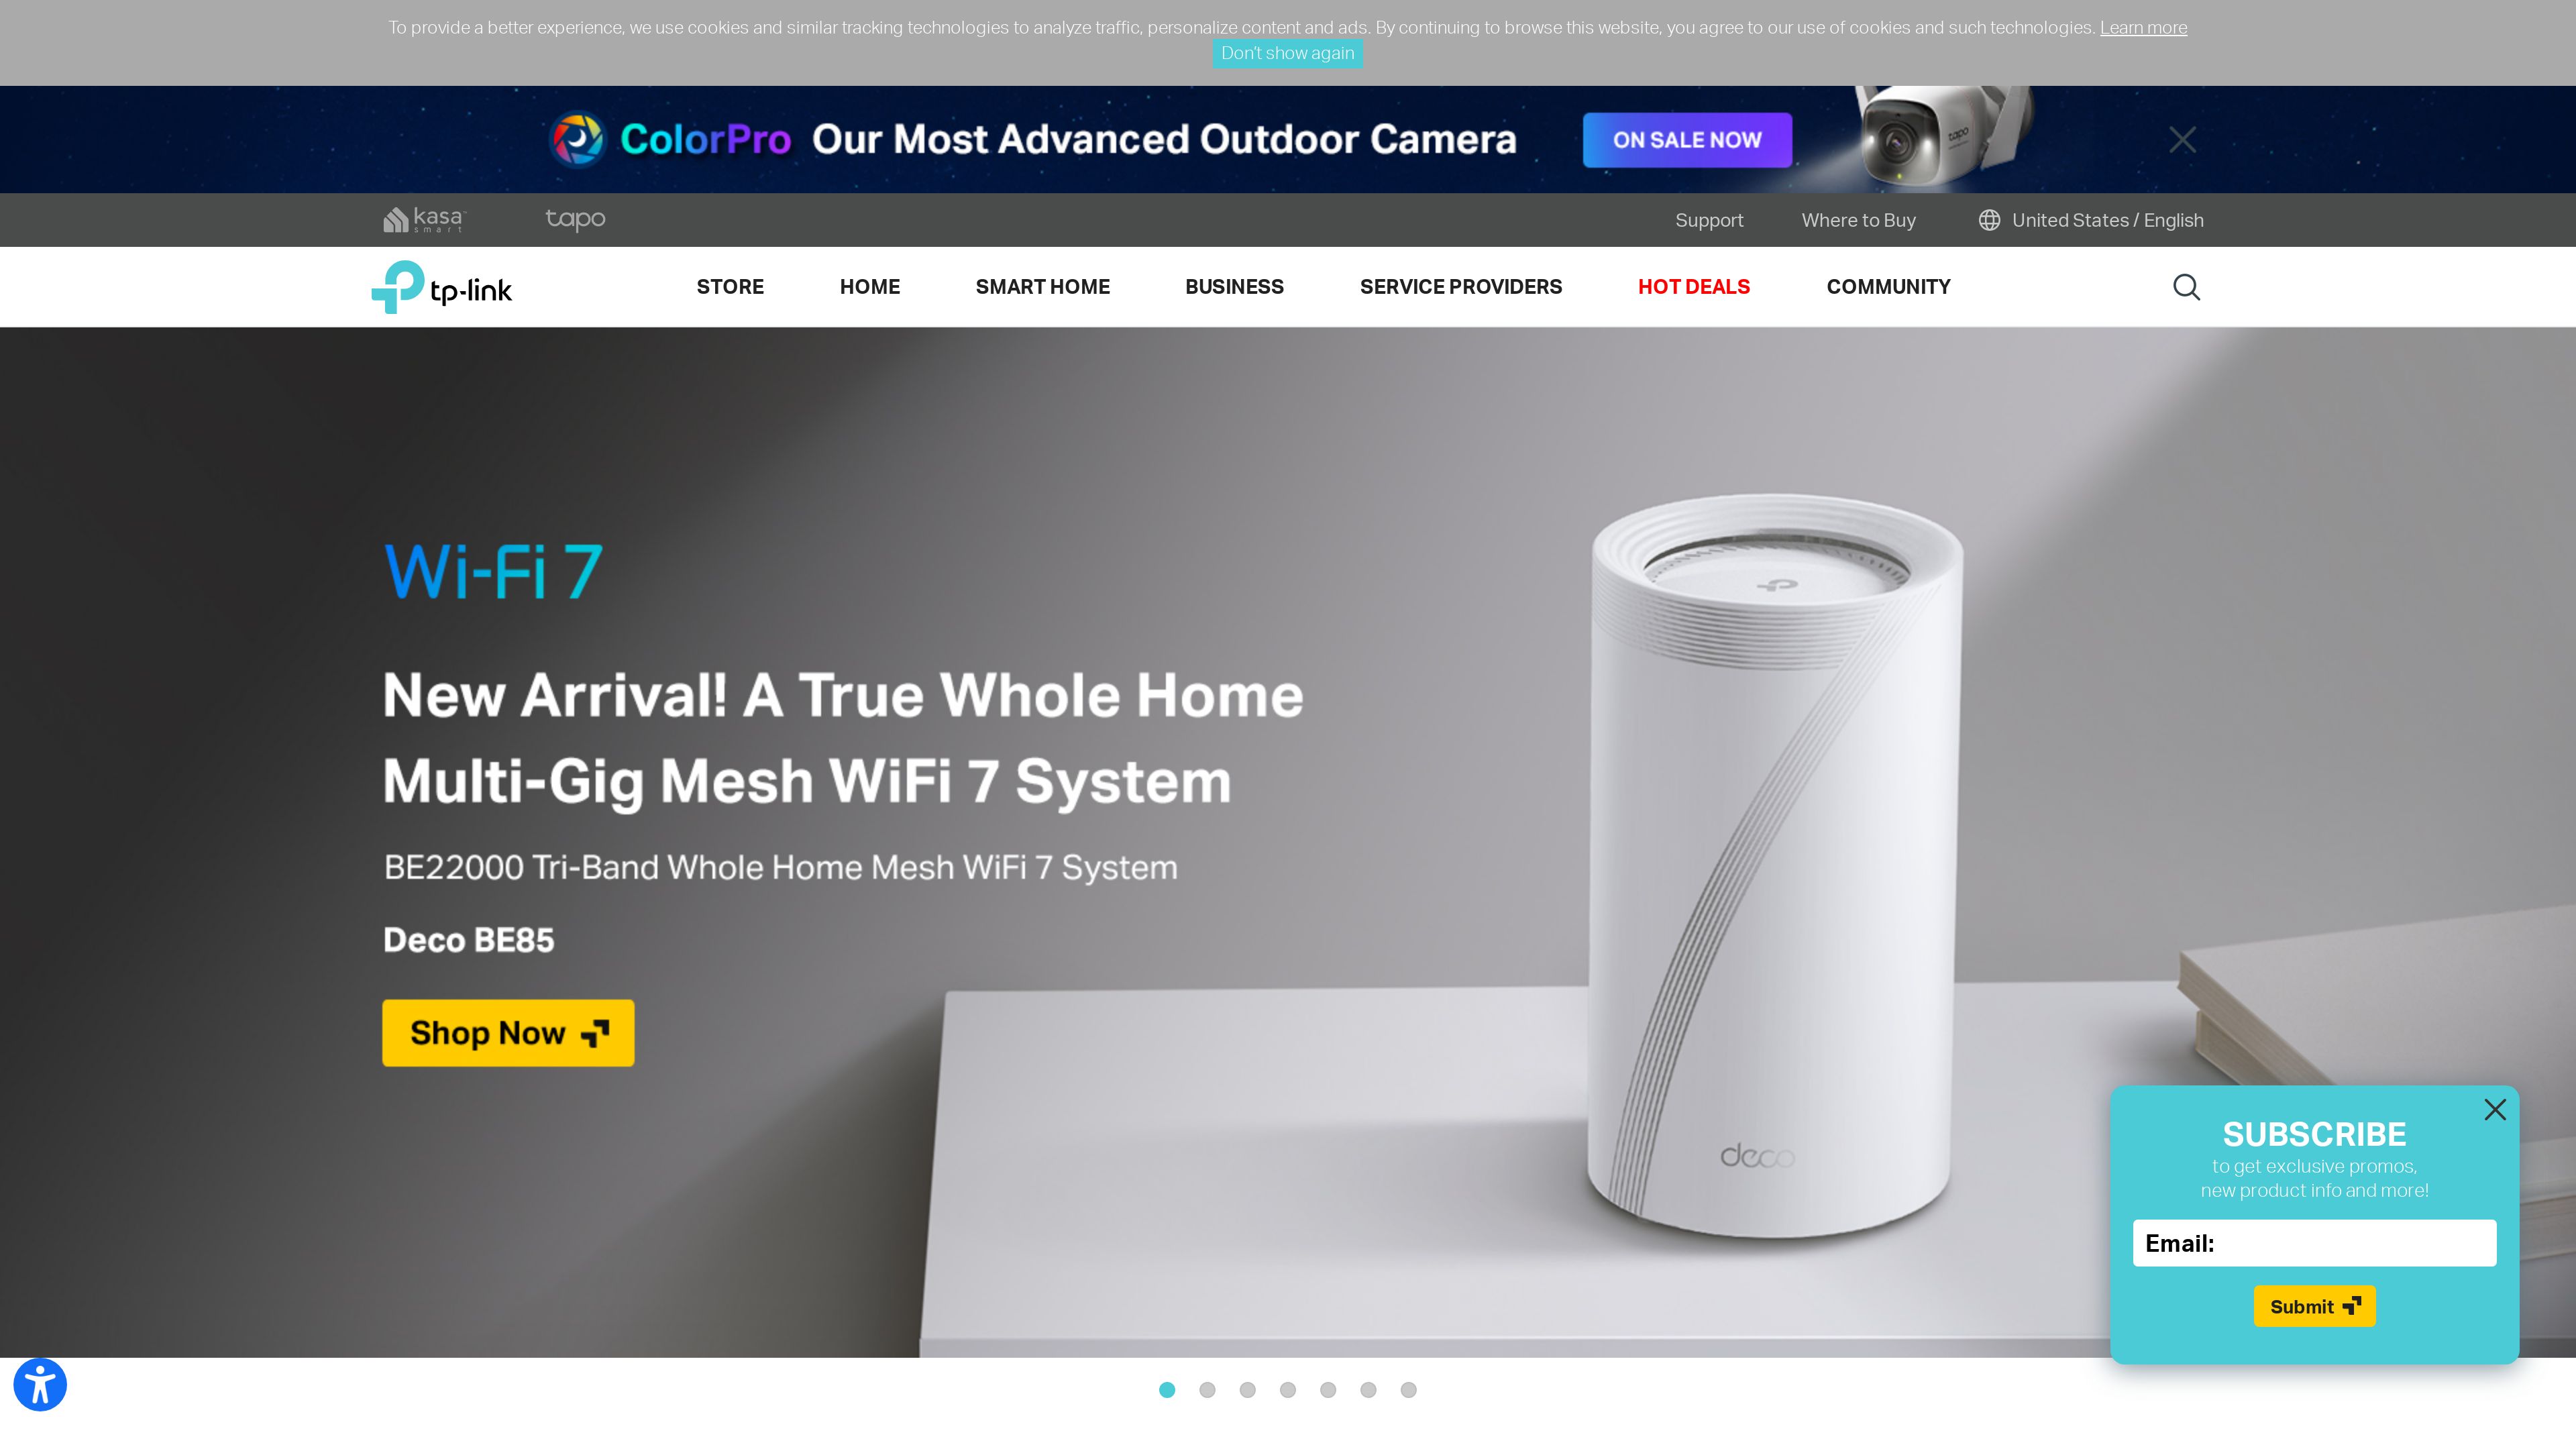 To provide a better experience, we use cookies and similar tracking technologies to analyze traffic, personalize content and ads. By continuing to browse this website, you agree to our use of cookies and such technologies. Learn more
Don't show again
ColorPro Our Most Advanced Outdoor Camera ON SALE NOW
tapo
kasa smart tapo Support Where to Buy United States / English
tp-link STORE HOME SMART HOME BUSINESS SERVICE PROVIDERS HOT DEALS COMMUNITY
Wi-Fi 7
New Arrival! A True Whole Home
Multi-Gig Mesh WiFi 7 System
BE22000 Tri-Band Whole Home Mesh WiFi 7 System
Deco BE85
Shop Now
deco
SUBSCRIBE
to get exclusive promos,
new product info and more!
Email:
Submit